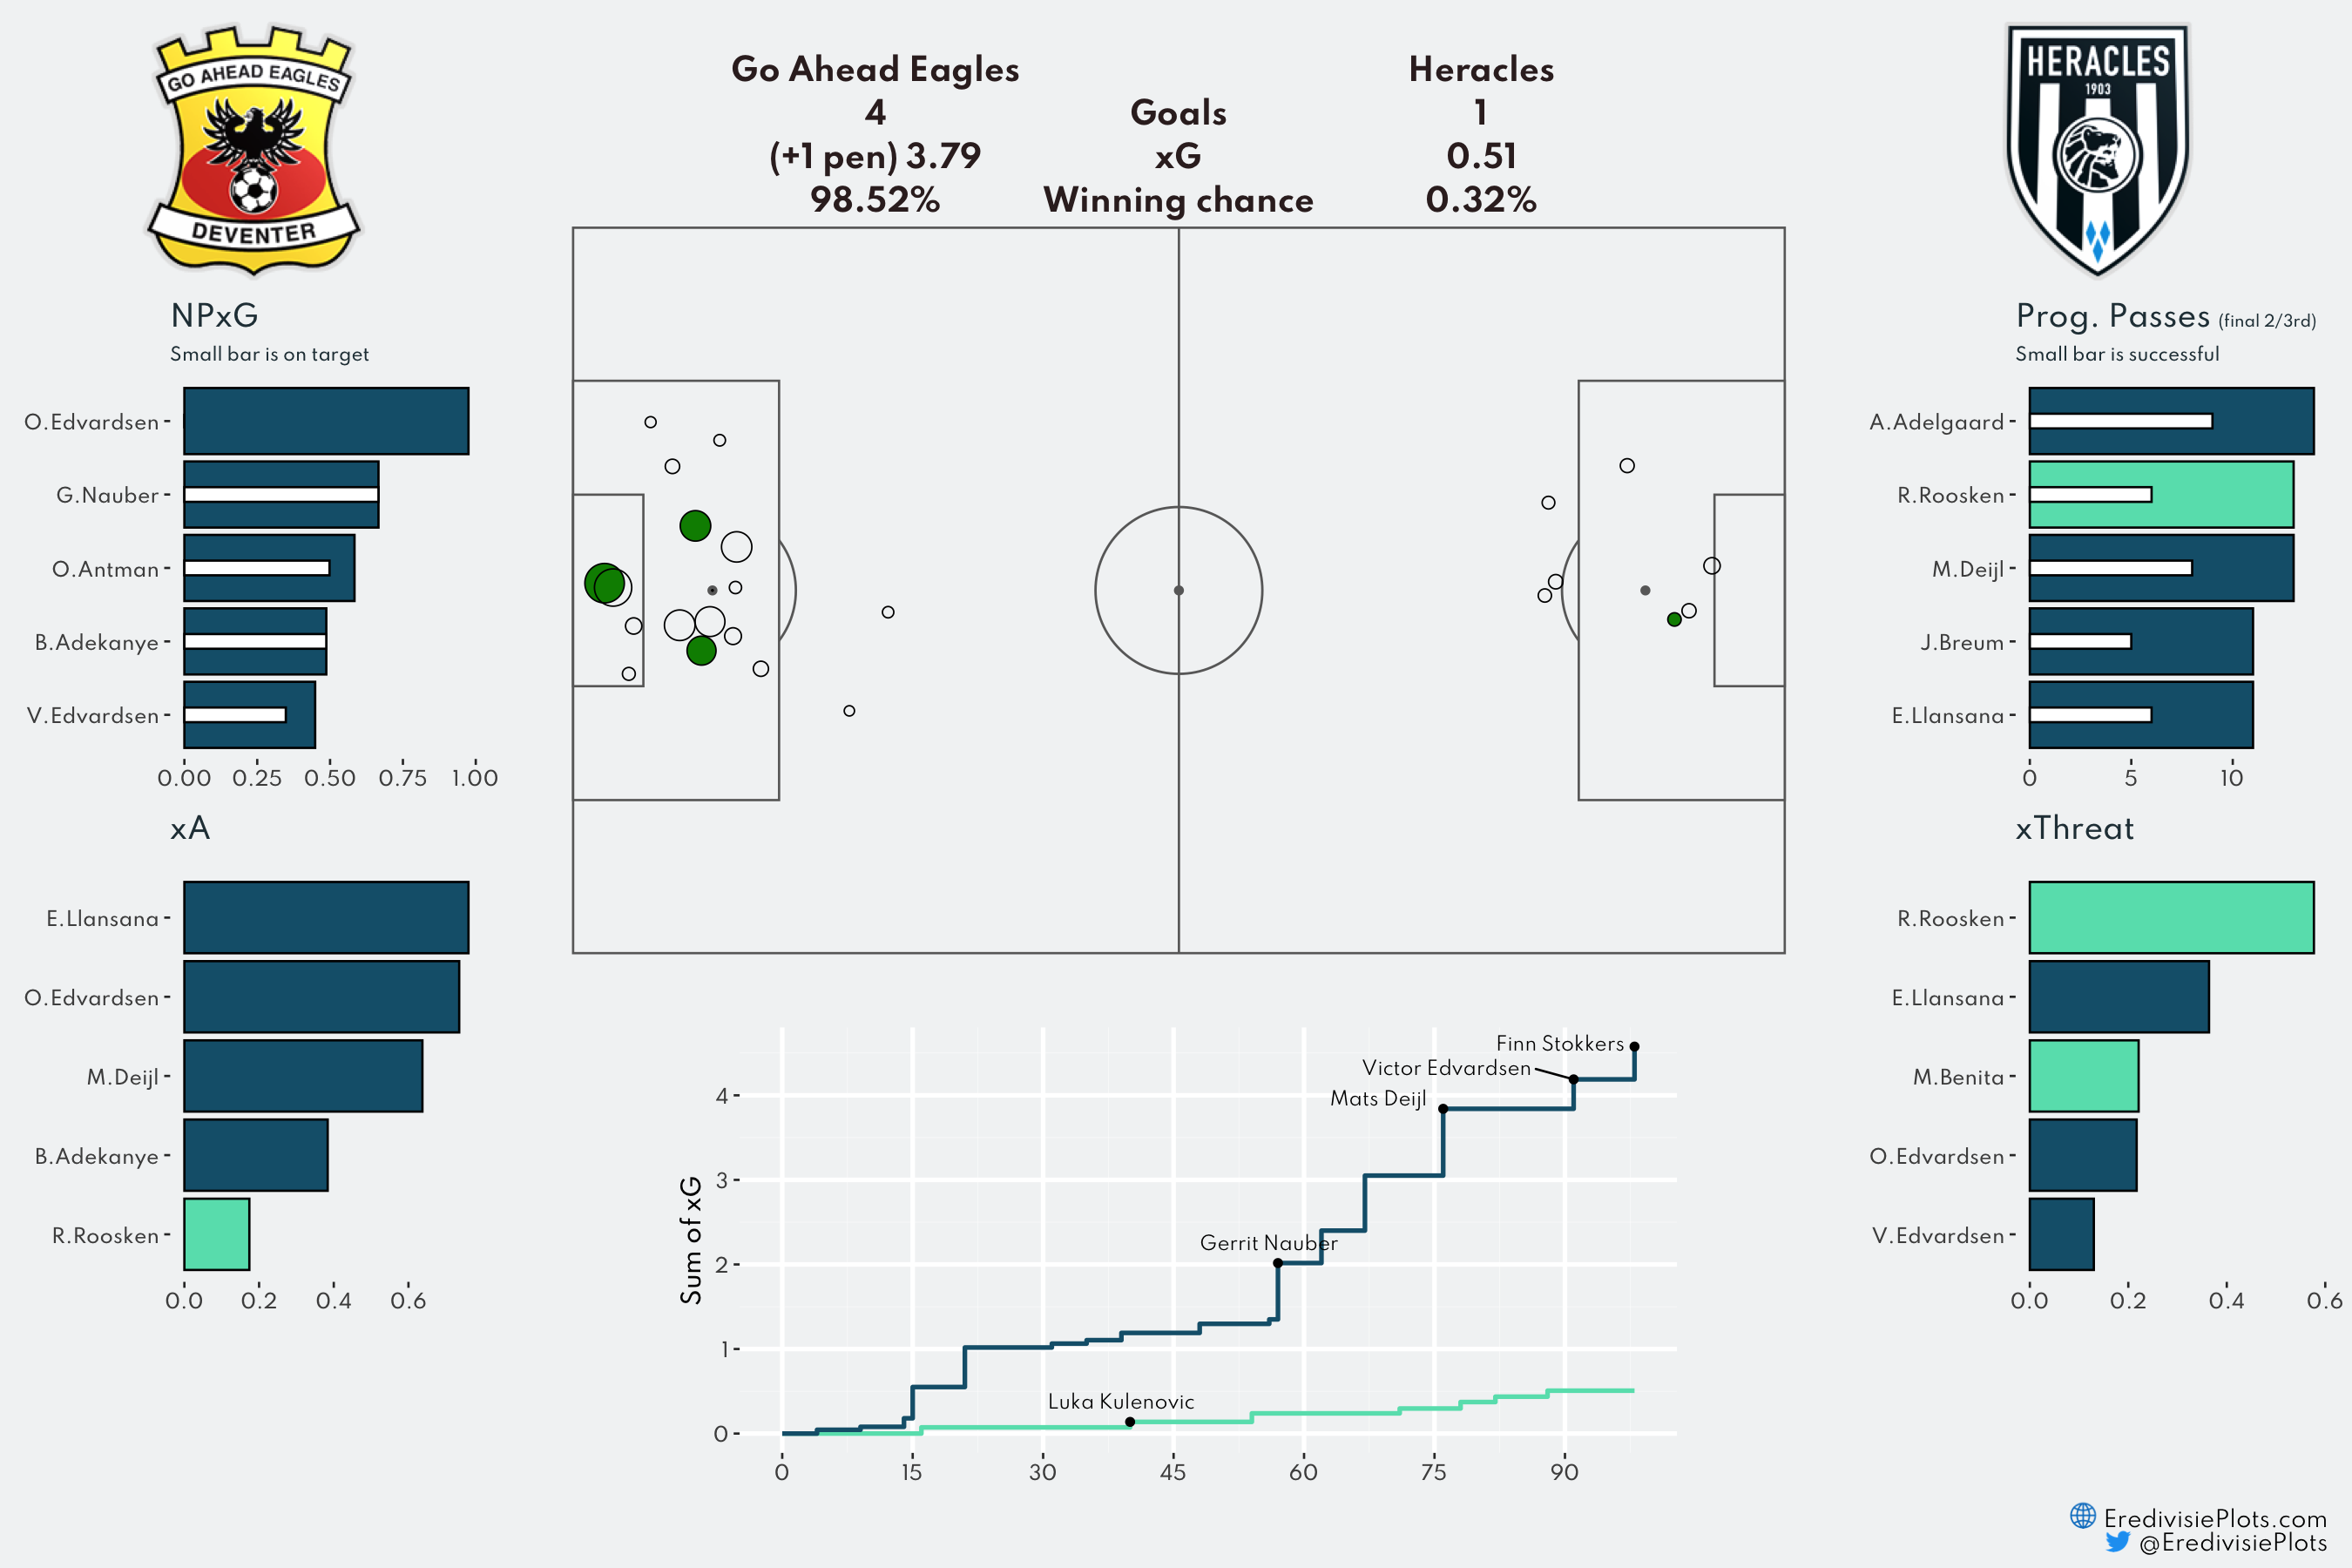 GO AHEAD EAGLES
DEVENTER
HERACLES
1903
Go Ahead Eagles Heracles
4 Goals 1
(+1 pen) 3.79 xG 0.51
98.52% Winning chance 0.32%
NPxG
Small bar is on target
O.Edvardsen
G.Nauber
O.Antman
B.Adekanye
V.Edvardsen
0.00 0.25 0.50 0.75 1.00
xA
E.Llansana
O.Edvardsen
M.Deijl
B.Adekanye
R.Roosken
0.0 0.2 0.4 0.6
Sum of xG
4
3
2
1
0
Finn Stokkers
Victor Edvardsen
Mats Deijl
Gerrit Nauber
Luka Kulenovic
0 15 30 45 60 75 90
Prog. Passes (final 2/3rd)
Small bar is successful
A.Adelgaard
R.Roosken
M.Deijl
J.Breum
E.Llansana
0 5 10
xThreat
R.Roosken
E.Llansana
M.Benita
O.Edvardsen
V.Edvardsen
0.0 0.2 0.4 0.6
EredivisiePlots.com
@EredivisiePlots